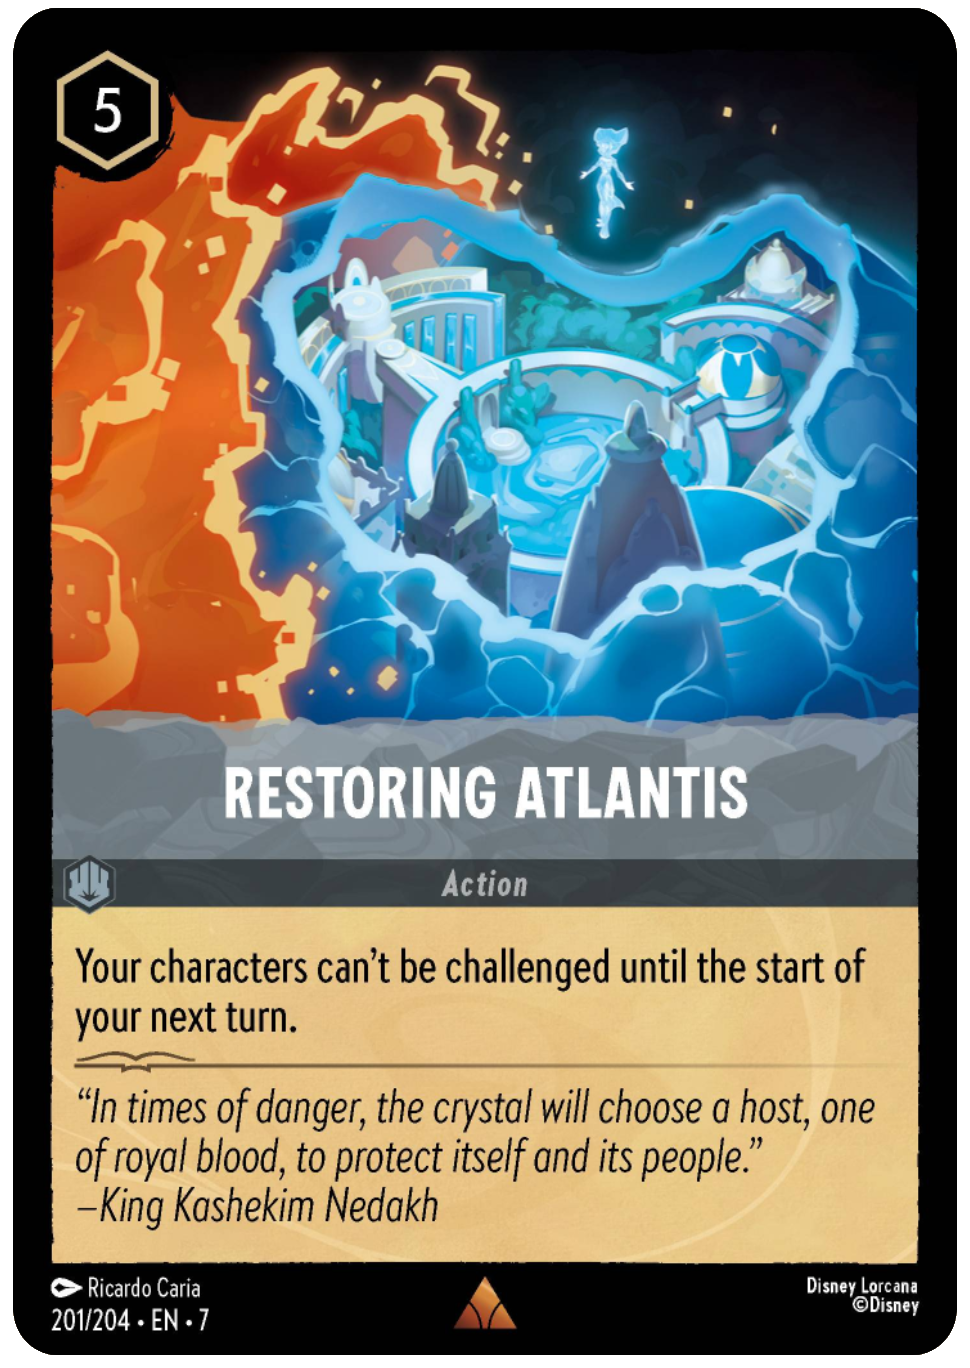 5
RESTORING ATLANTIS
Action
Your characters can’t be challenged until the start of
your next turn.
“In times of danger, the crystal will choose a host, one
of royal blood, to protect itself and its people.”
–King Kashekim Nedakh
Ricardo Caria
201/204 • EN • 7
Disney Lorcana
©Disney